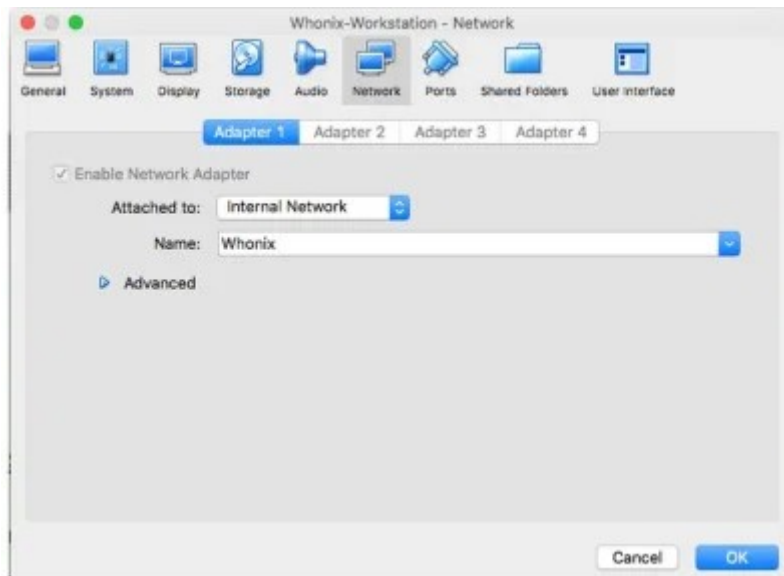 Whonix-Workstation - Network
General System Display Storage Audio Network Ports Shared Folders User Interface
Adapter 1 Adapter 2 Adapter 3 Adapter 4
Enable Network Adapter
Attached to: Internal Network
Name: Whonix
Advanced
Cancel OK